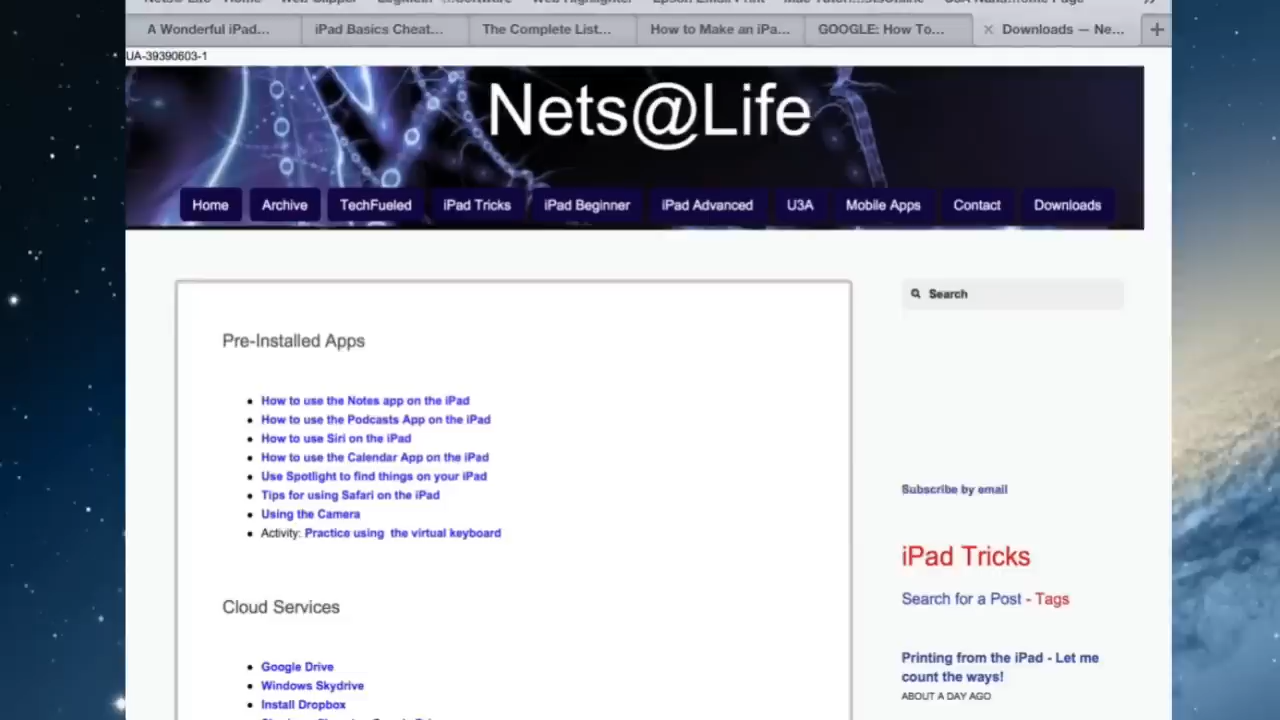 A Wonderful iPad...
iPad Basics Cheat...
The Complete List...
How to Make an iPa...
GOOGLE: How To...
Downloads — Ne...
UA-39390603-1
Nets@Life
Home
Archive
TechFueled
iPad Tricks
iPad Beginner
iPad Advanced
U3A
Mobile Apps
Contact
Downloads
Search
Pre-Installed Apps
How to use the Notes app on the iPad
How to use the Podcasts App on the iPad
How to use Siri on the iPad
How to use the Calendar App on the iPad
Use Spotlight to find things on your iPad
Tips for using Safari on the iPad
Using the Camera
Activity: Practice using the virtual keyboard
Subscribe by email
iPad Tricks
Search for a Post - Tags
Cloud Services
Google Drive
Windows Skydrive
Install Dropbox
Printing from the iPad - Let me
count the ways!
ABOUT A DAY AGO